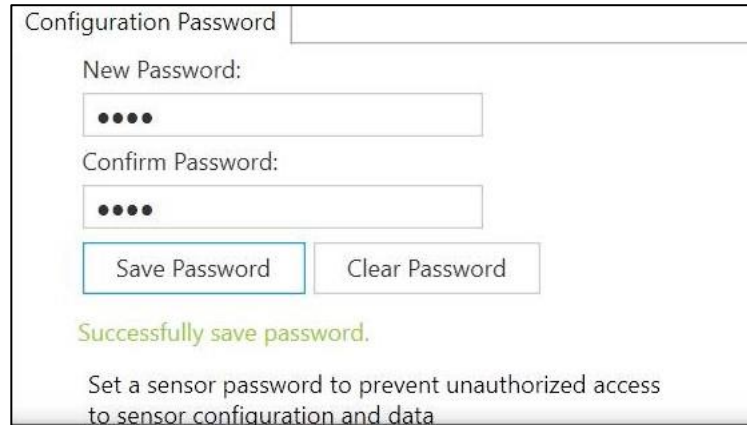 Configuration Password
New Password:
••••
Confirm Password:
••••
Save Password Clear Password
Successfully save password.
Set a sensor password to prevent unauthorized access
to sensor configuration and data